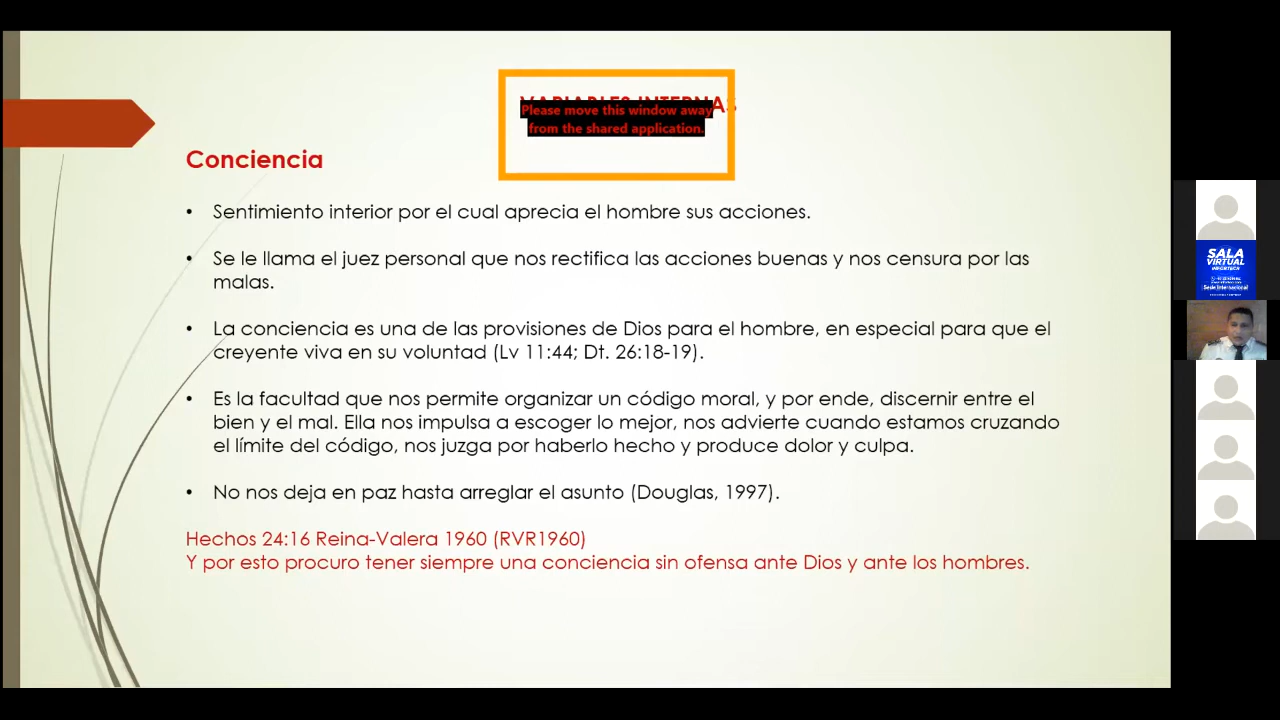 VARIABLES INTERNAS
Please move this window away
from the shared application.
Conciencia
• Sentimiento interior por el cual aprecia el hombre sus acciones.
• Se le llama el juez personal que nos rectifica las acciones buenas y nos censura por las
malas.
• La conciencia es una de las provisiones de Dios para el hombre, en especial para que el
creyente viva en su voluntad (Lv 11:44; Dt. 26:18-19).
• Es la facultad que nos permite organizar un código moral, y por ende, discernir entre el
bien y el mal. Ella nos impulsa a escoger lo mejor, nos advierte cuando estamos cruzando
el límite del código, nos juzga por haberlo hecho y produce dolor y culpa.
• No nos deja en paz hasta arreglar el asunto (Douglas, 1997).
Hechos 24:16 Reina-Valera 1960 (RVR1960)
Y por esto procuro tener siempre una conciencia sin ofensa ante Dios y ante los hombres.
SALA
VIRTUAL
Sede Internacional